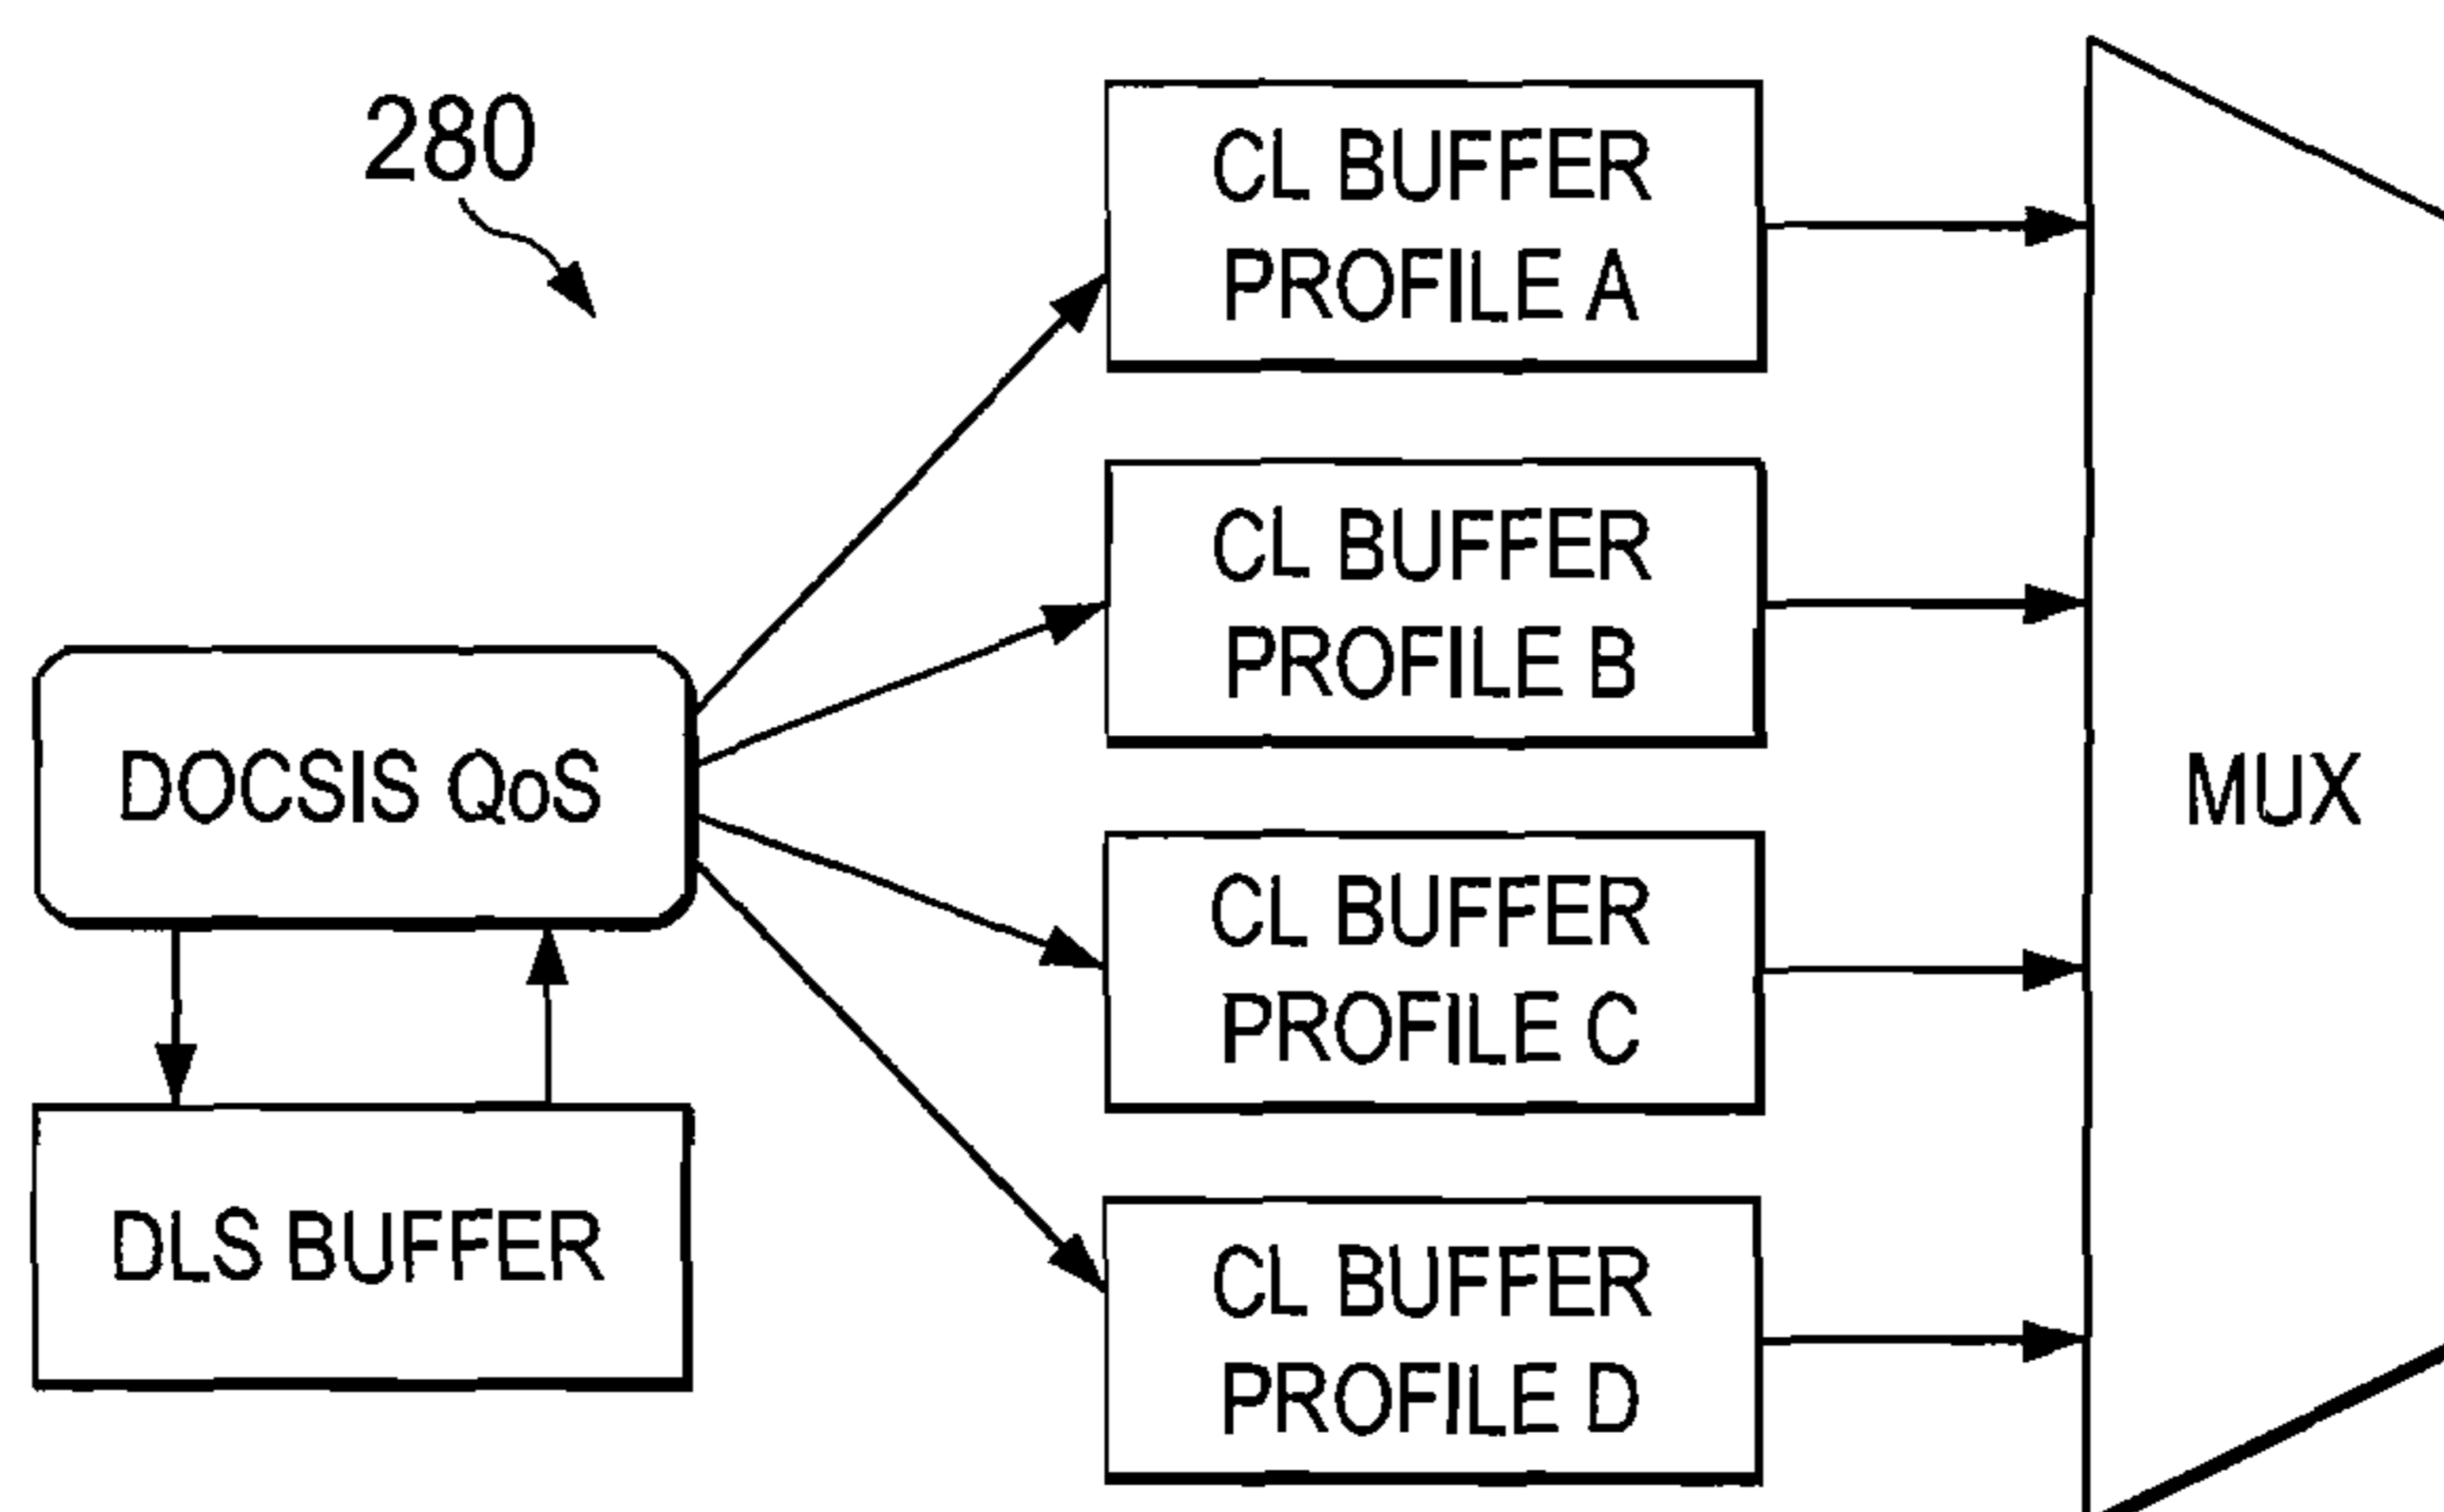 280
CL BUFFER
PROFILE A
CL BUFFER
PROFILE B
DOCSIS QoS
MUX
CL BUFFER
PROFILE C
DLS BUFFER
CL BUFFER
PROFILE D